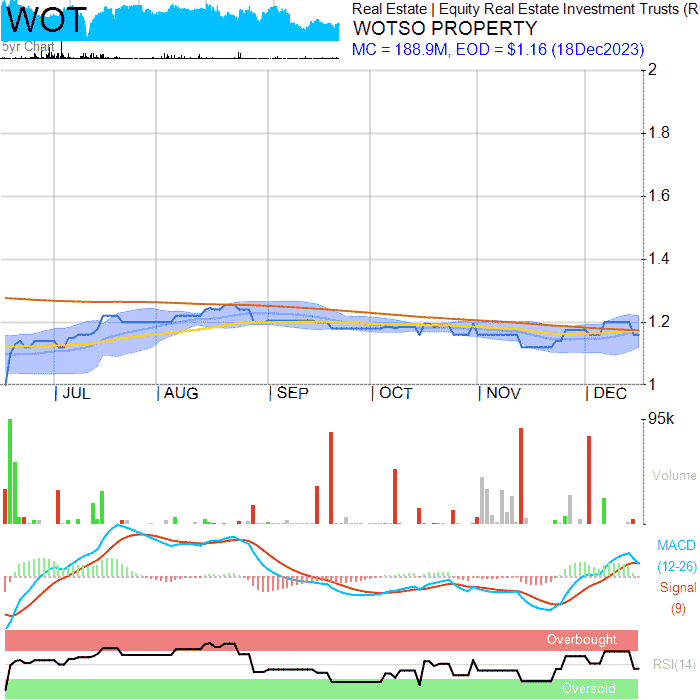 WOT
5yr Chart
Real Estate | Equity Real Estate Investment Trusts (R
WOTSO PROPERTY
MC = 188.9M, EOD = $1.16 (18Dec2023)
2
1.8
1.6
1.4
1.2
1
| JUL | AUG | SEP | OCT | NOV | DEC
95k
Volume
MACD
(12-26)
Signal
(9)
Overbought
RSI(14)
Oversold